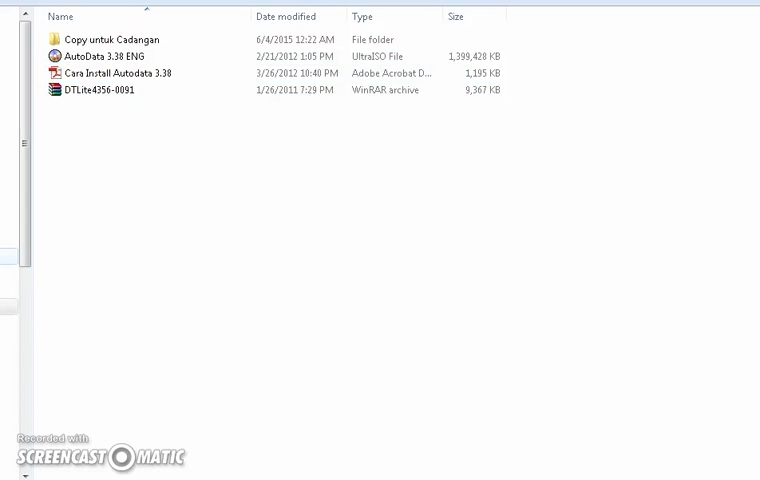 Name Date modified Type Size
Copy untuk Cadangan 6/4/2015 12:22 AM File folder
AutoData 3.38 ENG 2/21/2012 1:05 PM UltraISO File 1,399,428 KB
Cara Install Autodata 3.38 3/26/2012 10:40 PM Adobe Acrobat D... 1,195 KB
DTLite4356-0091 1/26/2011 7:29 PM WinRAR archive 9,367 KB
Recorded with
SCREENCAST-O-MATIC